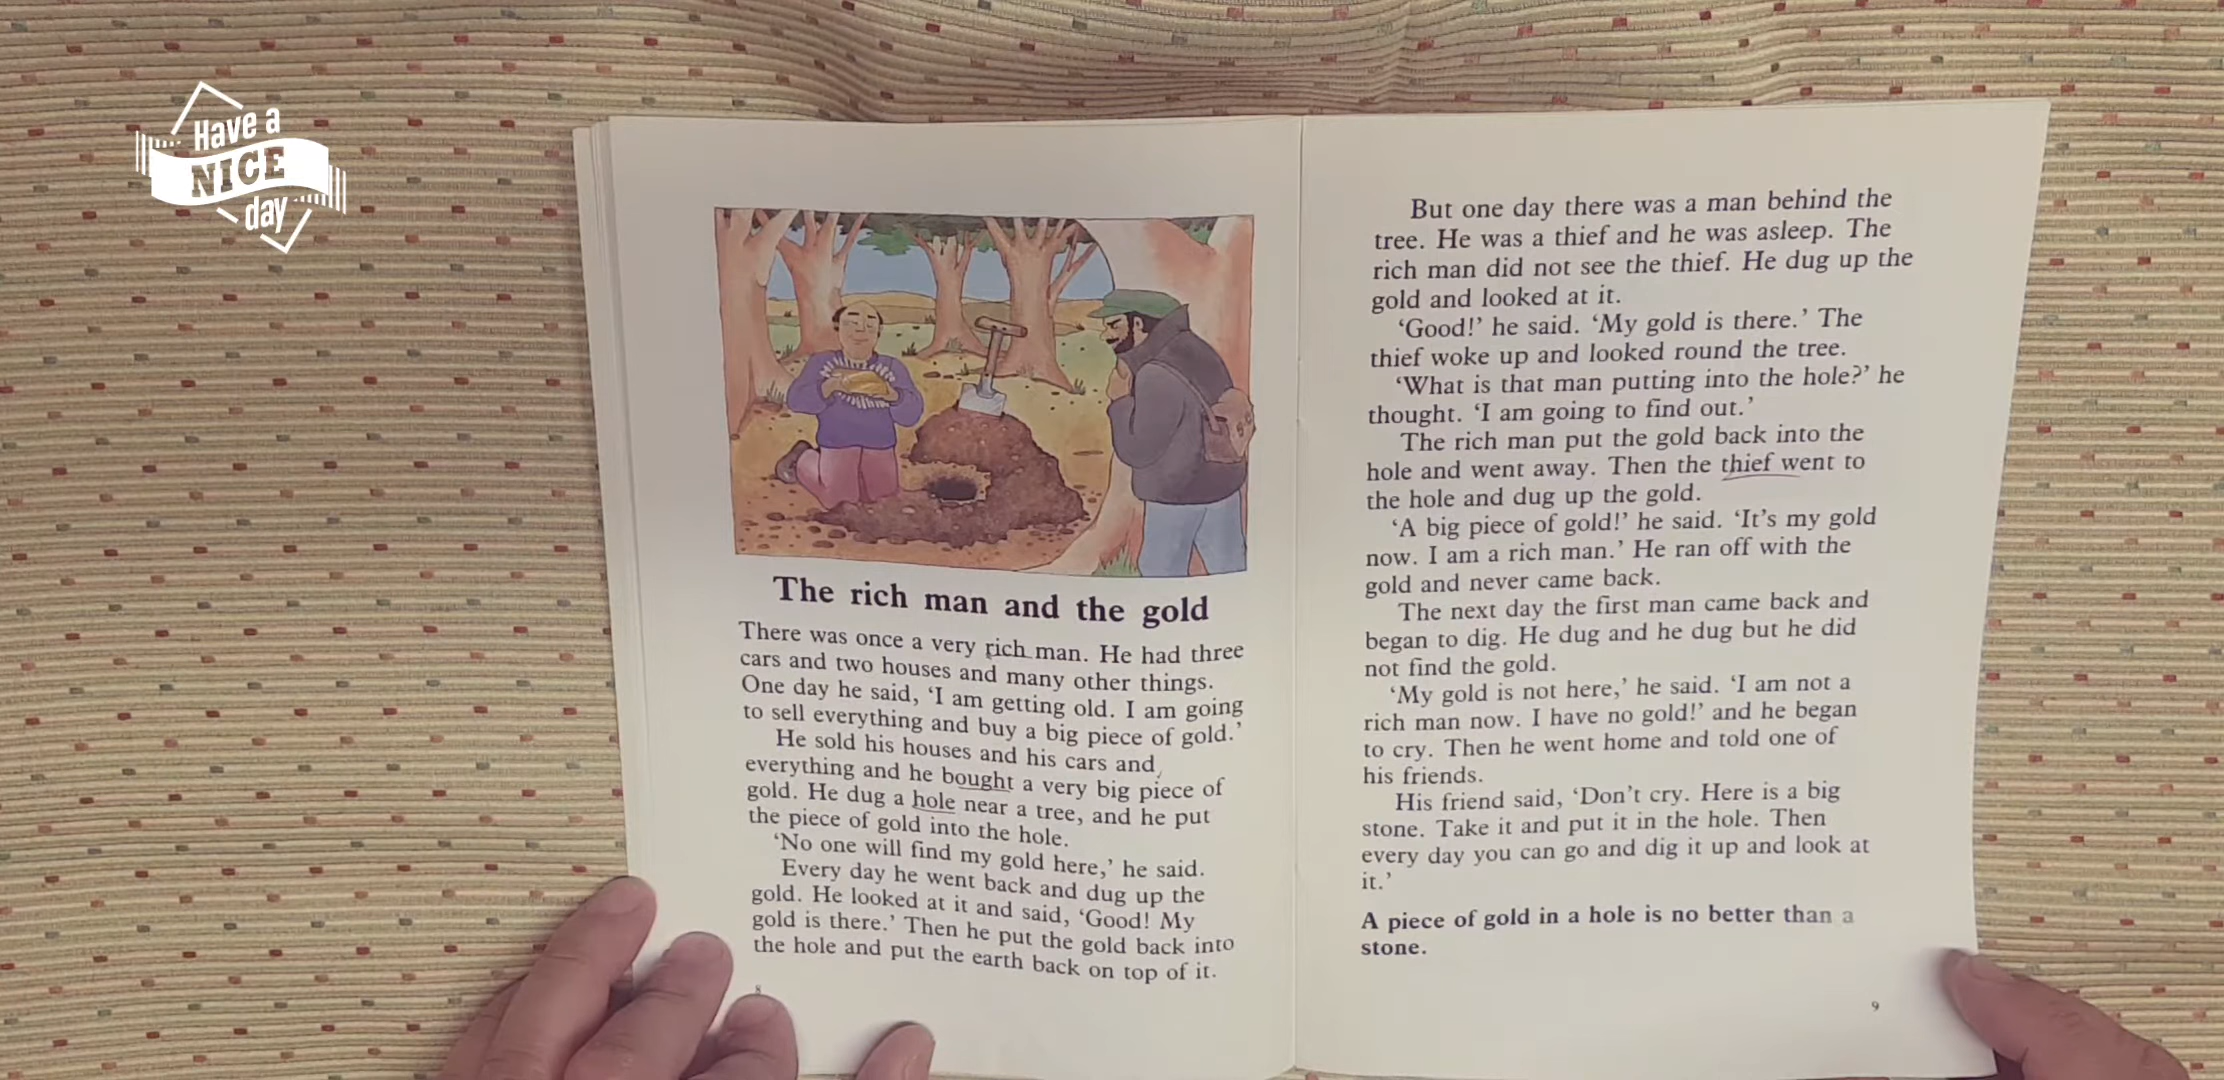 Have a
NICE
day
The rich man and the gold
There was once a very rich man. He had three
cars and two houses and many other things.
One day he said, ‘I am getting old. I am going
to sell everything and buy a big piece of gold.’
He sold his houses and his cars and
everything and he bought a very big piece of
gold. He dug a hole near a tree, and he put
the piece of gold into the hole.
‘No one will find my gold here,’ he said.
Every day he went back and dug up the
gold. He looked at it and said, ‘Good! My
gold is there.’ Then he put the gold back into
the hole and put the earth back on top of it.
8
But one day there was a man behind the
tree. He was a thief and he was asleep. The
rich man did not see the thief. He dug up the
gold and looked at it.
‘Good!’ he said. ‘My gold is there.’ The
thief woke up and looked round the tree.
‘What is that man putting into the hole?’ he
thought. ‘I am going to find out.’
The rich man put the gold back into the
hole and went away. Then the thief went to
the hole and dug up the gold.
‘A big piece of gold!’ he said. ‘It’s my gold
now. I am a rich man.’ He ran off with the
gold and never came back.
The next day the first man came back and
began to dig. He dug and he dug but he did
not find the gold.
‘My gold is not here,’ he said. ‘I am not a
rich man now. I have no gold!’ and he began
to cry. Then he went home and told one of
his friends.
His friend said, ‘Don’t cry. Here is a big
stone. Take it and put it in the hole. Then
every day you can go and dig it up and look at
it.’
A piece of gold in a hole is no better than a
stone.
9